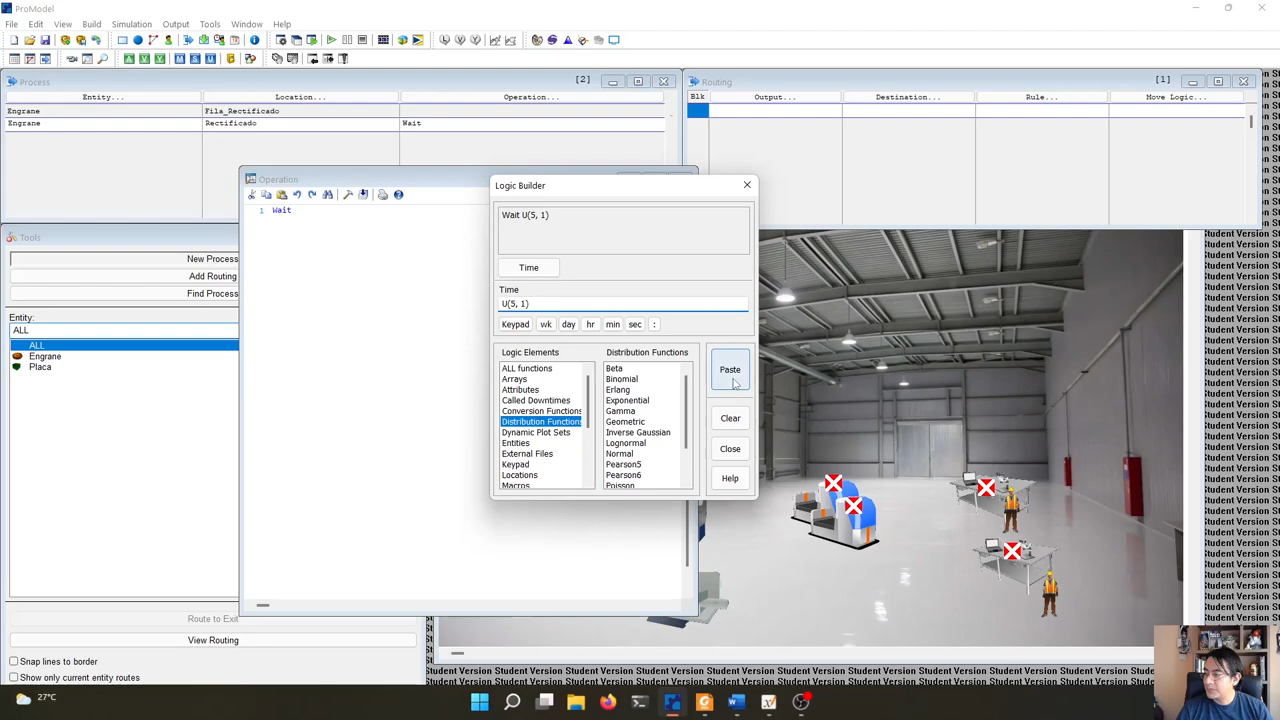 ProModel
File Edit View Build Simulation Output Tools Window Help
Process [2]
Entity... Location... Operation...
Engrane Fila_Rectificado
Engrane Rectificado Wait
Routing [1]
Blk Output... Destination... Rule... Move Logic...
Operation
1 Wait
Logic Builder
Wait U(5, 1)
Time
Time
U(5, 1)
Keypad wk day hr min sec :
Logic Elements
ALL functions
Arrays
Attributes
Called Downtimes
Conversion Functions
Distribution Functions
Dynamic Plot Sets
Entities
External Files
Keypad
Locations
Macros
Distribution Functions
Beta
Binomial
Erlang
Exponential
Gamma
Geometric
Inverse Gaussian
Lognormal
Normal
Pearson5
Pearson6
Poisson
Paste
Clear
Close
Help
Tools
New Process
Add Routing
Find Process
Entity:
ALL
ALL
Engrane
Placa
Route to Exit
View Routing
Snap lines to border
Show only current entity routes
Student Version Student Version Student Version Student Version Student Version Student Version Student Version
27°C